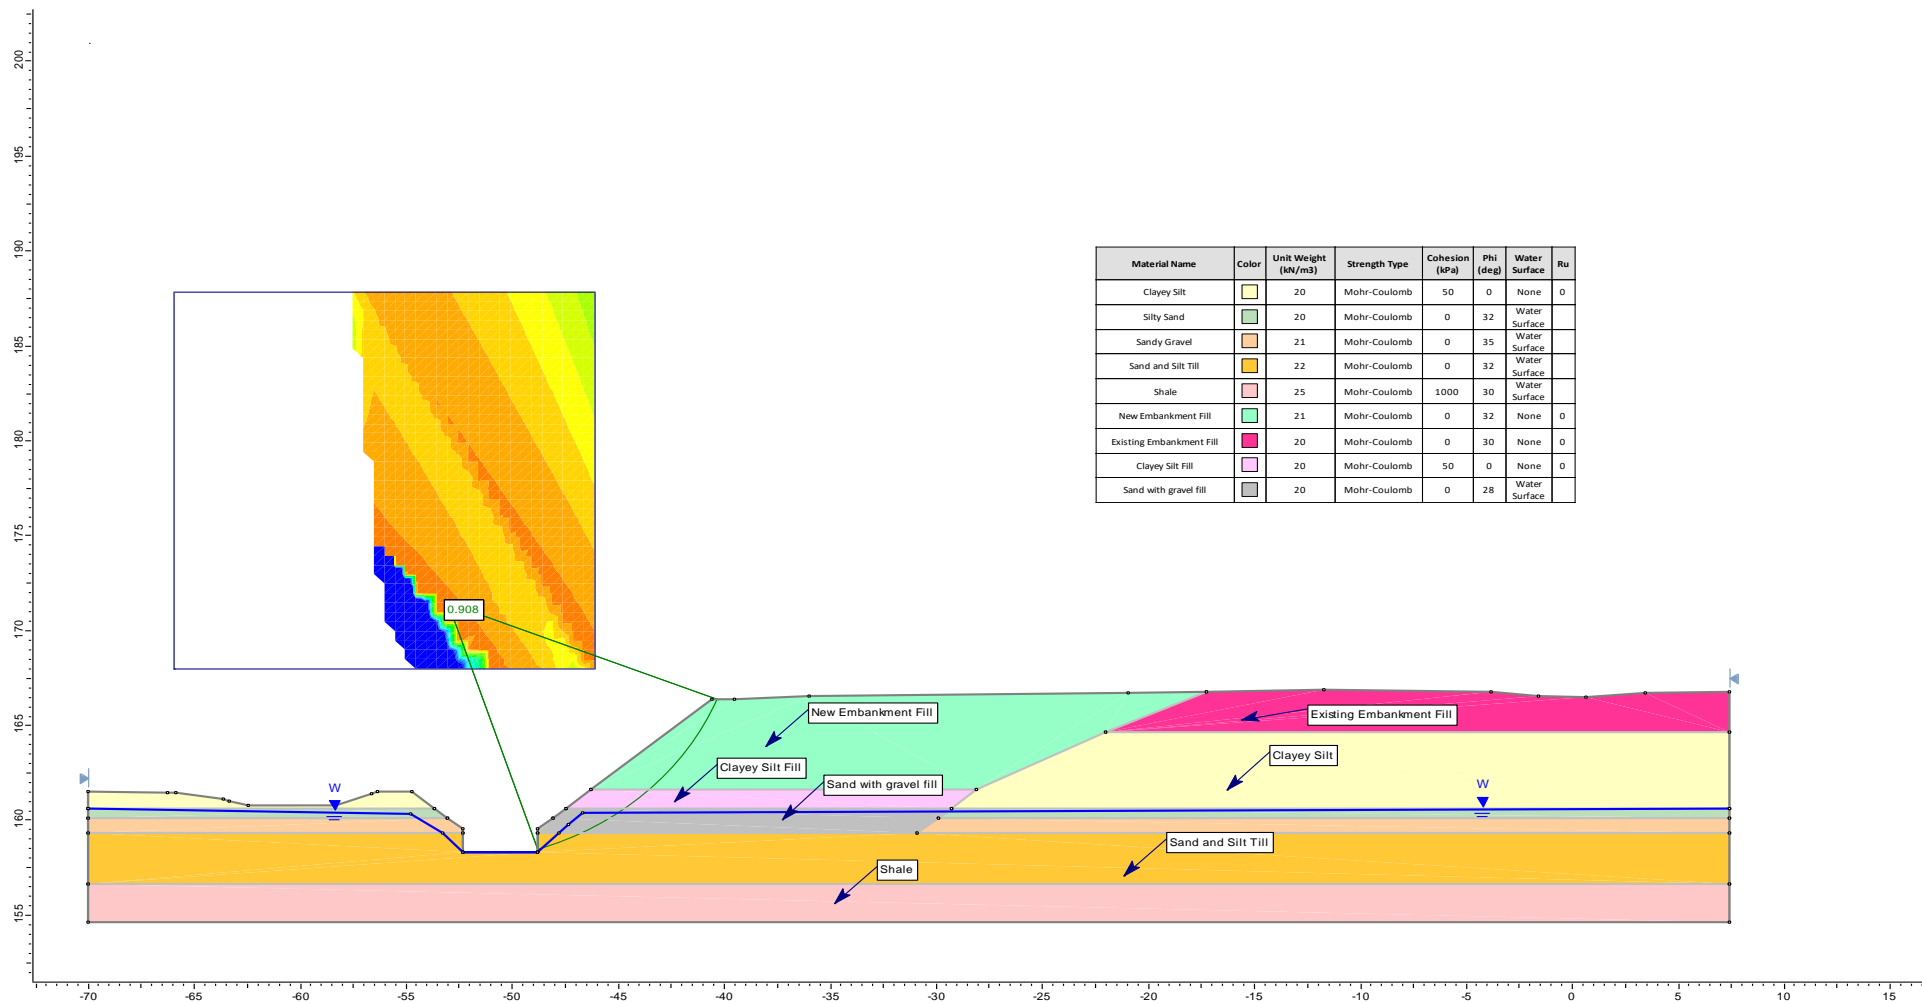 200
195
190
185
180
175
170
165
160
155
Material Name Color Unit Weight (kN/m3) Strength Type Cohesion (kPa) Phi (deg) Water Surface Ru
Clayey Silt 20 Mohr-Coulomb 50 0 None 0
Silty Sand 20 Mohr-Coulomb 0 32 Water Surface
Sandy Gravel 21 Mohr-Coulomb 0 35 Water Surface
Sand and Silt Till 22 Mohr-Coulomb 0 32 Water Surface
Shale 25 Mohr-Coulomb 1000 30 Water Surface
New Embankment Fill 21 Mohr-Coulomb 0 32 None 0
Existing Embankment Fill 20 Mohr-Coulomb 0 30 None 0
Clayey Silt Fill 20 Mohr-Coulomb 50 0 None 0
Sand with gravel fill 20 Mohr-Coulomb 0 28 Water Surface
0.908
New Embankment Fill
Existing Embankment Fill
Clayey Silt Fill
Clayey Silt
Sand with gravel fill
W
W
Sand and Silt Till
Shale
-70 -65 -60 -55 -50 -45 -40 -35 -30 -25 -20 -15 -10 -5 0 5 10 15